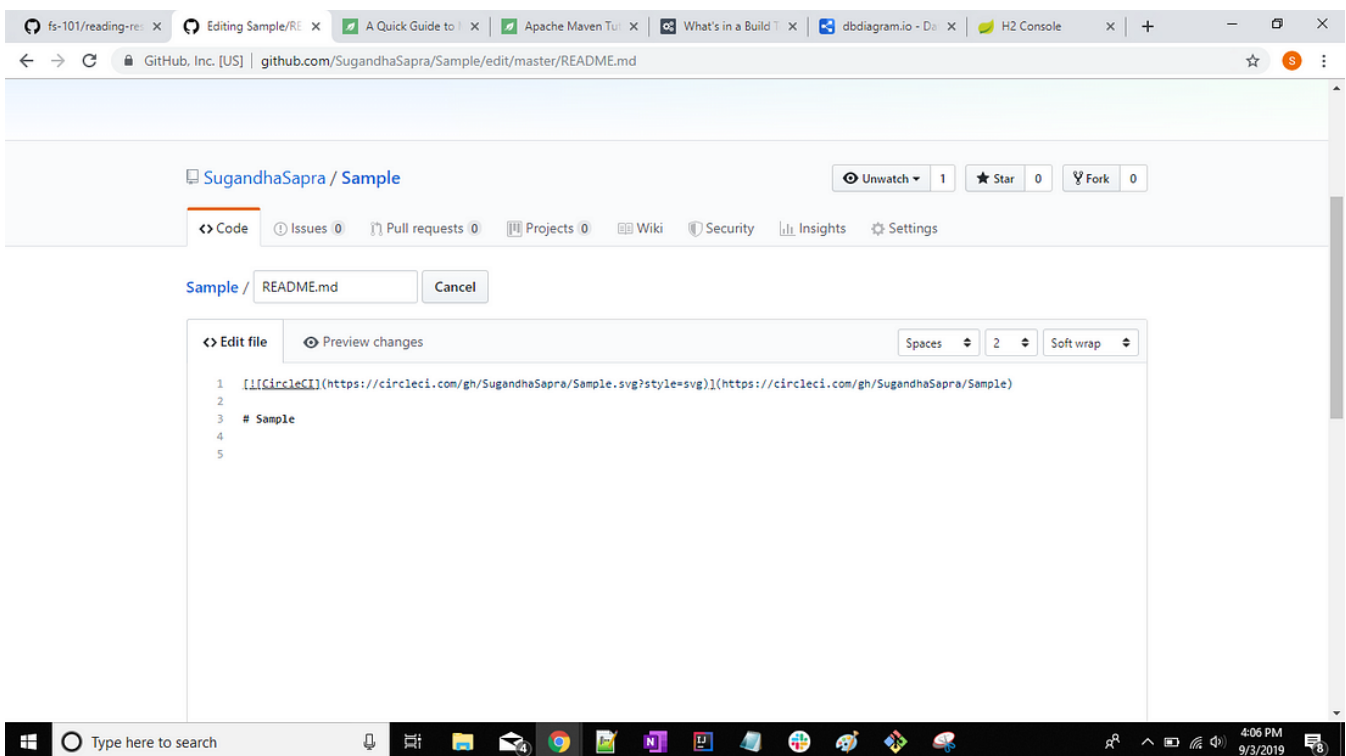 fs-101/reading-res Editing Sample/RE A Quick Guide to Apache Maven Tut What's in a Build T dbdiagram.io - Da H2 Console
GitHub, Inc. [US] | github.com/SugandhaSapra/Sample/edit/master/README.md S
SugandhaSapra / Sample Unwatch 1 Star 0 Fork 0
Code Issues 0 Pull requests 0 Projects 0 Wiki Security Insights Settings
Sample / README.md Cancel
Edit file Preview changes Spaces 2 Soft wrap
1 [![CircleCI](https://circleci.com/gh/SugandhaSapra/Sample.svg?style=svg)](https://circleci.com/gh/SugandhaSapra/Sample)
2
3 # Sample
4
5
Type here to search 4 4:06 PM
9/3/2019